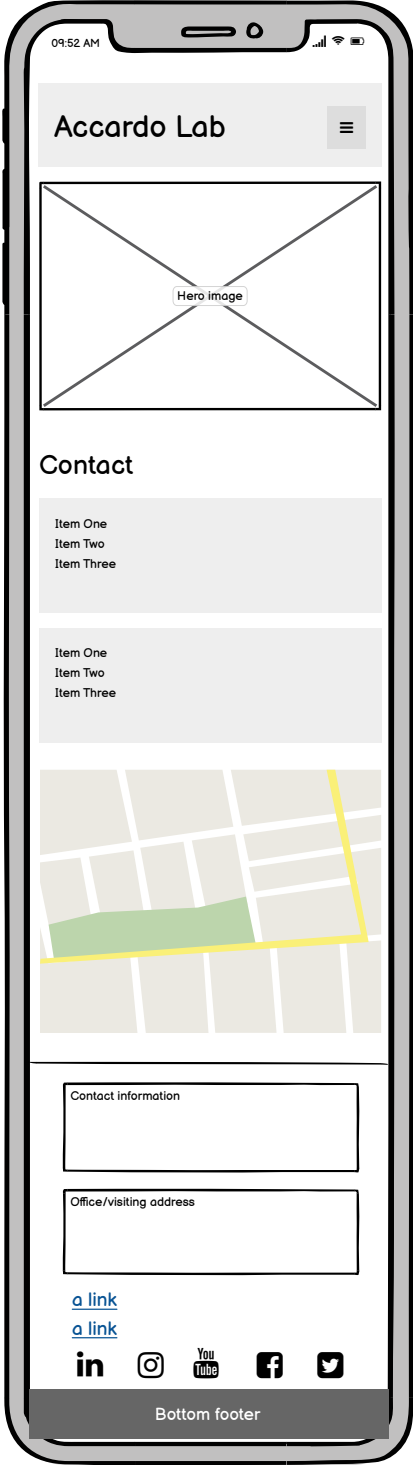 09:52 AM
Accardo Lab
Hero image
Contact
Item One
Item Two
Item Three
Item One
Item Two
Item Three
Contact information
Office/visiting address
a link
a link
in You Tube f
Bottom footer